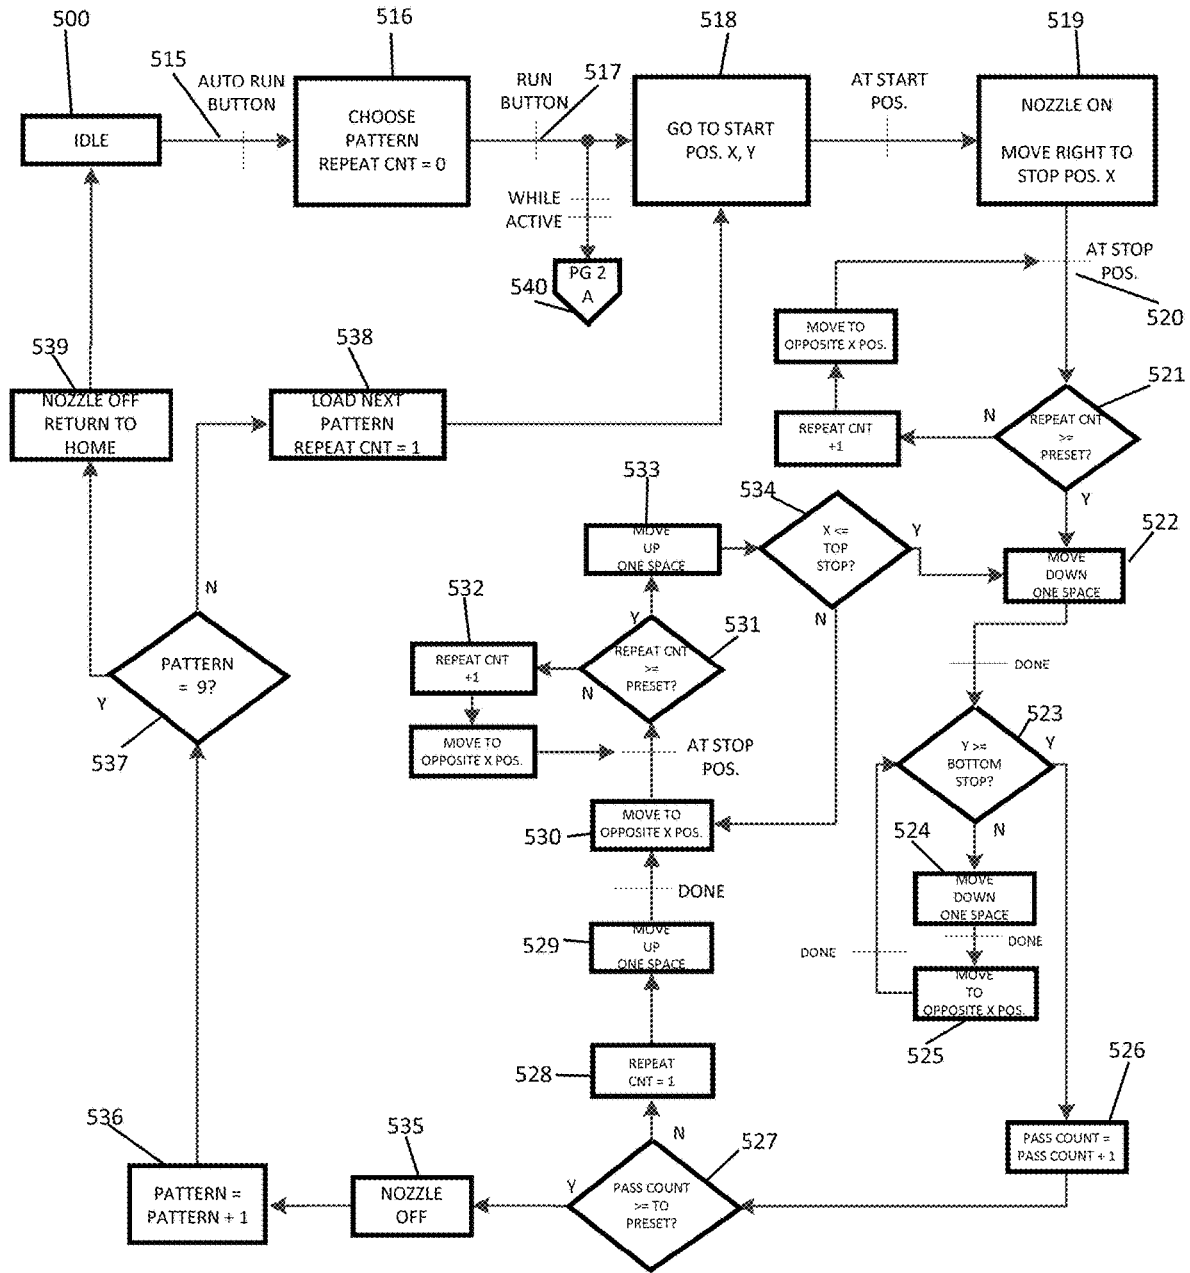 500
516
518
519
515
AUTO RUN
BUTTON
RUN
BUTTON
517
AT START
POS.
IDLE
CHOOSE
PATTERN
REPEAT CNT = 0
GO TO START
POS. X, Y
NOZZLE ON
MOVE RIGHT TO
STOP POS. X
WHILE
ACTIVE
PG 2
A
540
AT STOP
POS.
520
MOVE TO
OPPOSITE X POS.
539
538
521
NOZZLE OFF
RETURN TO
HOME
LOAD NEXT
PATTERN
REPEAT CNT = 1
N
REPEAT CNT
>=
PRESET?
REPEAT CNT
+1
Y
533
534
522
MOVE
UP
ONE SPACE
X <=
TOP
STOP?
Y
MOVE
DOWN
ONE SPACE
N
532
N
Y
531
REPEAT CNT
+1
REPEAT CNT
>=
PRESET?
N
DONE
PATTERN
= 9?
Y
537
523
MOVE TO
OPPOSITE X POS.
AT STOP
POS.
Y >=
BOTTOM
STOP?
Y
MOVE TO
OPPOSITE X POS.
530
524
N
DONE
MOVE
DOWN
ONE SPACE
529
MOVE
UP
ONE SPACE
DONE
DONE
MOVE
TO
OPPOSITE X POS.
525
526
528
REPEAT
CNT = 1
536
535
N
527
PASS COUNT =
PASS COUNT + 1
PATTERN =
PATTERN + 1
NOZZLE
OFF
Y
PASS COUNT
>= TO
PRESET?